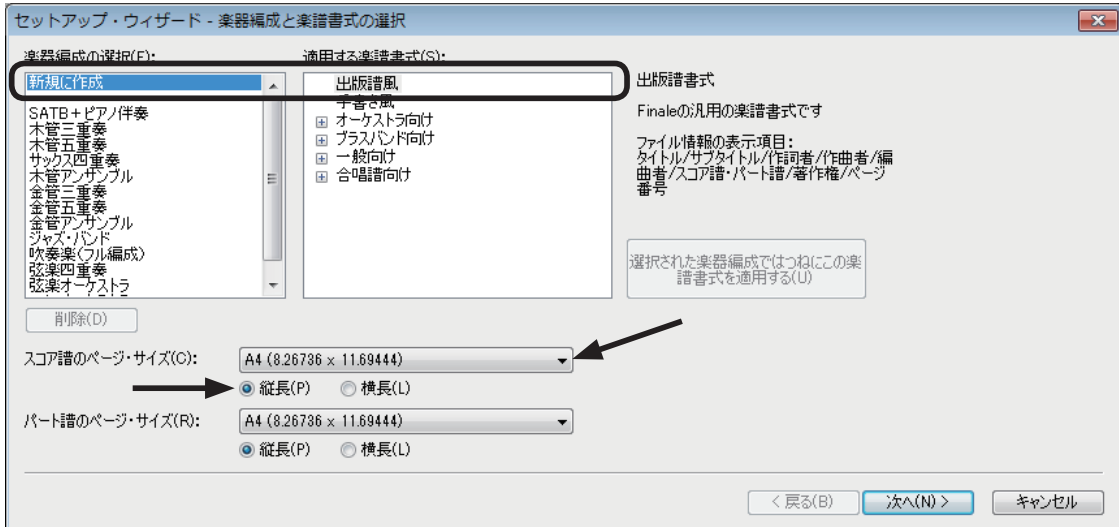 セットアップ・ウィザード - 楽器編成と楽譜書式の選択
楽器編成の選択(E):
適用する楽譜書式(S):
新規に作成
SATB+ピアノ伴奏
木管三重奏
木管五重奏
サックス四重奏
木管アンサンブル
金管三重奏
金管五重奏
金管アンサンブル
ジャズ・バンド
吹奏楽(フル編成)
弦楽四重奏
弦楽オーケストラ
出版譜風
手書き風
オーケストラ向け
ブラスバンド向け
一般向け
合唱譜向け
出版譜書式
Finaleの汎用の楽譜書式です
ファイル情報の表示項目:
タイトル/サブタイトル/作詞者/作曲者/編
曲者/スコア譜・パート譜/著作権/ページ
番号
選択された楽器編成ではつねにこの楽
譜書式を適用する(U)
削除(D)
スコア譜のページ・サイズ(C):
A4 (8.26736 x 11.69444)
縦長(P) 横長(L)
パート譜のページ・サイズ(R):
A4 (8.26736 x 11.69444)
縦長(P) 横長(L)
< 戻る(B) 次へ(N) > キャンセル